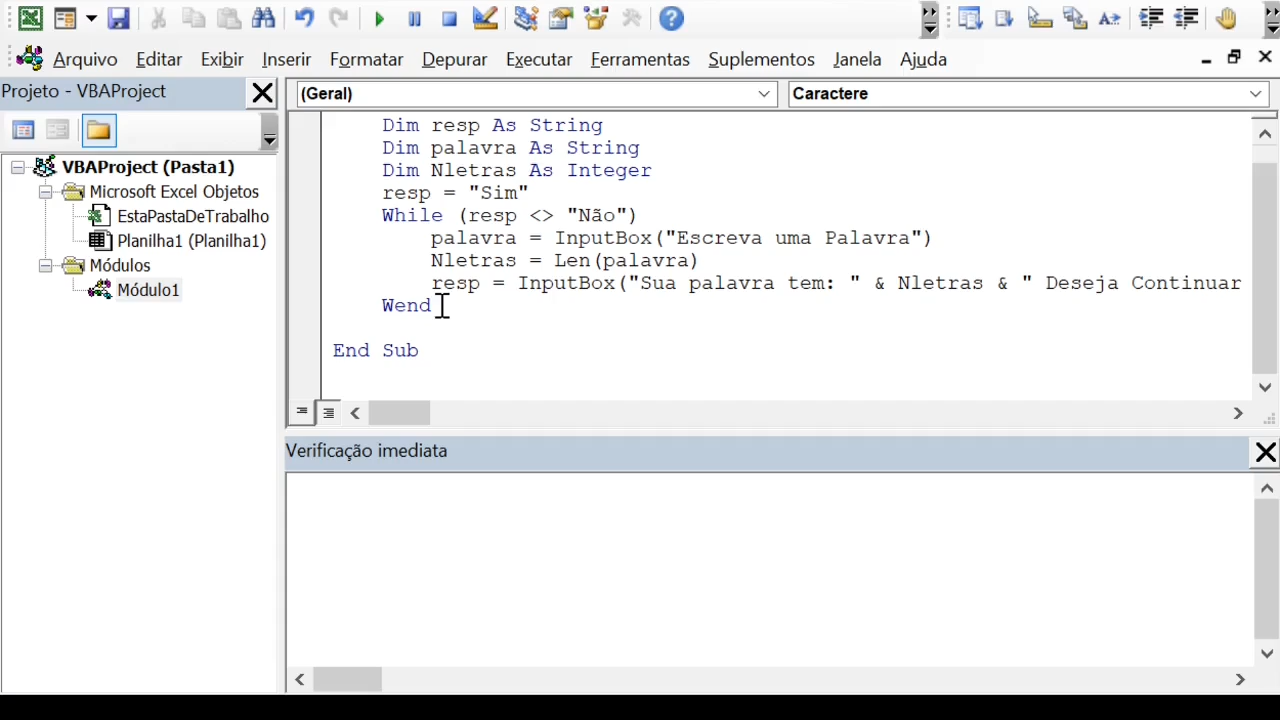 Arquivo Editar Exibir Inserir Formatar Depurar Executar Ferramentas Suplementos Janela Ajuda
Projeto - VBAProject
VBAProject (Pasta1)
Microsoft Excel Objetos
EstaPastaDeTrabalho
Planilha1 (Planilha1)
Módulos
Módulo1
(Geral) Caractere
Dim resp As String
Dim palavra As String
Dim Nletras As Integer
resp = "Sim"
While (resp <> "Não")
palavra = InputBox("Escreva uma Palavra")
Nletras = Len(palavra)
resp = InputBox("Sua palavra tem: " & Nletras & " Deseja Continuar
Wend
End Sub
Verificação imediata